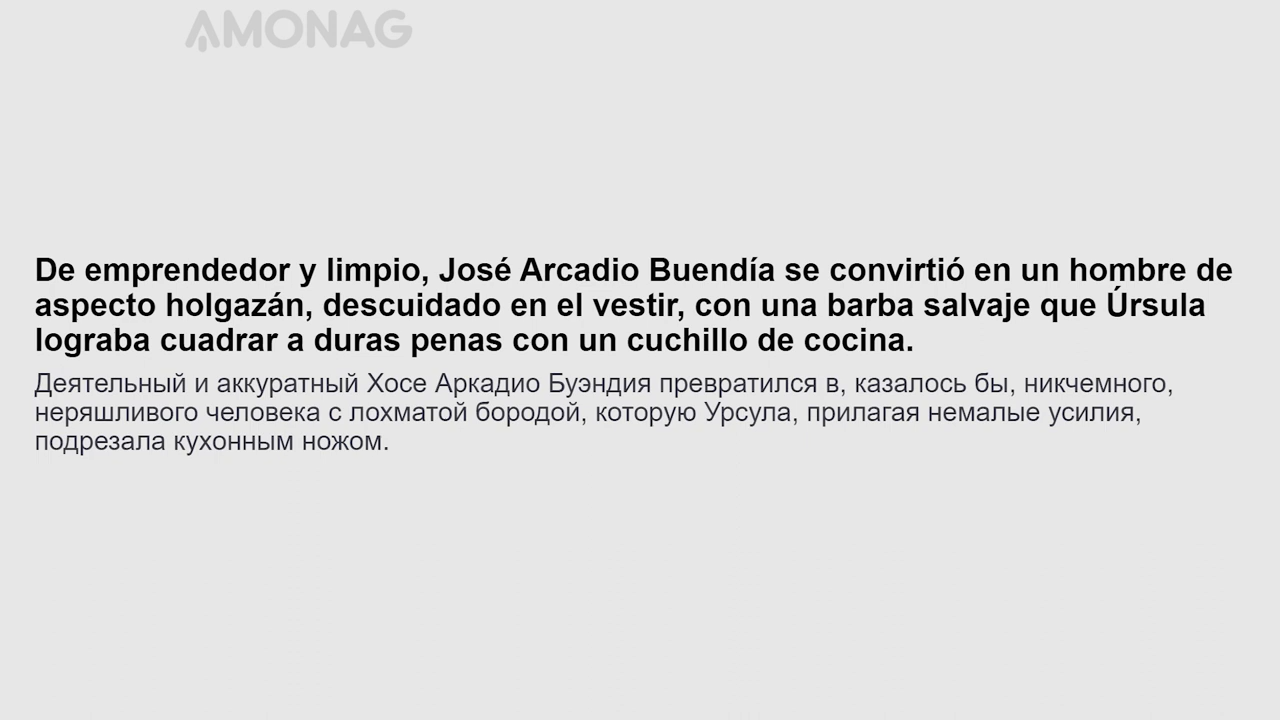 AMONAG
De emprendedor y limpio, José Arcadio Buendía se convirtió en un hombre de
aspecto holgazán, descuidado en el vestir, con una barba salvaje que Úrsula
lograba cuadrar a duras penas con un cuchillo de cocina.
Деятельный и аккуратный Хосе Аркадио Буэндия превратился в, казалось бы, никчемного,
неряшливого человека с лохматой бородой, которую Урсула, прилагая немалые усилия,
подрезала кухонным ножом.